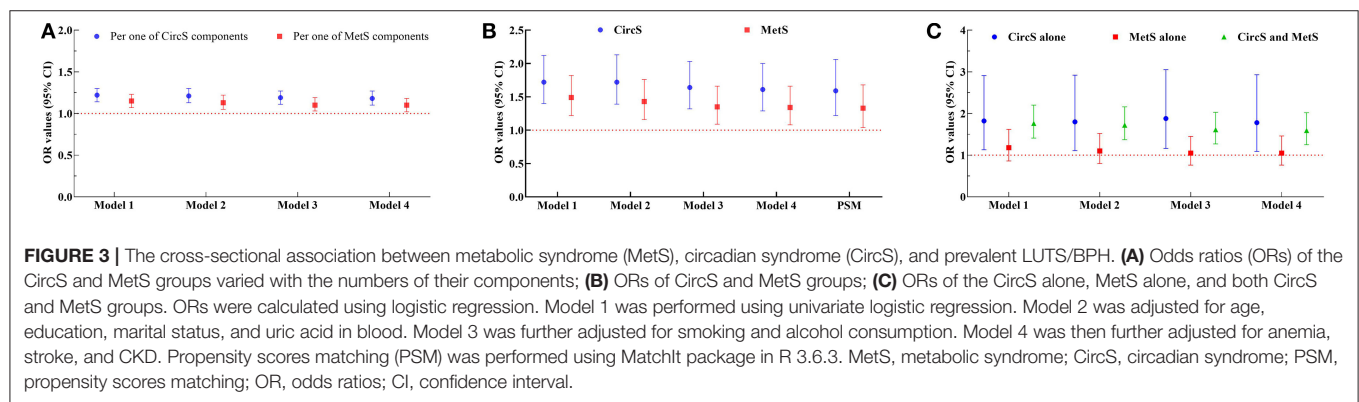 A
Per one of CircS components
Per one of MetS components
OR values (95% CI)
2.0
1.5
1.0
0.5
0.0
Model 1 Model 2 Model 3 Model 4
B
CircS
MetS
OR values (95% CI)
2.5
2.0
1.5
1.0
0.5
0.0
Model 1 Model 2 Model 3 Model 4 PSM
C
CircS alone
MetS alone
CircS and MetS
OR values (95% CI)
4
3
2
1
0
Model 1 Model 2 Model 3 Model 4
FIGURE 3 | The cross-sectional association between metabolic syndrome (MetS), circadian syndrome (CircS), and prevalent LUTS/BPH. (A) Odds ratios (ORs) of the
CircS and MetS groups varied with the numbers of their components; (B) ORs of CircS and MetS groups; (C) ORs of the CircS alone, MetS alone, and both CircS
and MetS groups. ORs were calculated using logistic regression. Model 1 was performed using univariate logistic regression. Model 2 was adjusted for age,
education, marital status, and uric acid in blood. Model 3 was further adjusted for smoking and alcohol consumption. Model 4 was then further adjusted for anemia,
stroke, and CKD. Propensity scores matching (PSM) was performed using MatchIt package in R 3.6.3. MetS, metabolic syndrome; CircS, circadian syndrome; PSM,
propensity scores matching; OR, odds ratios; CI, confidence interval.